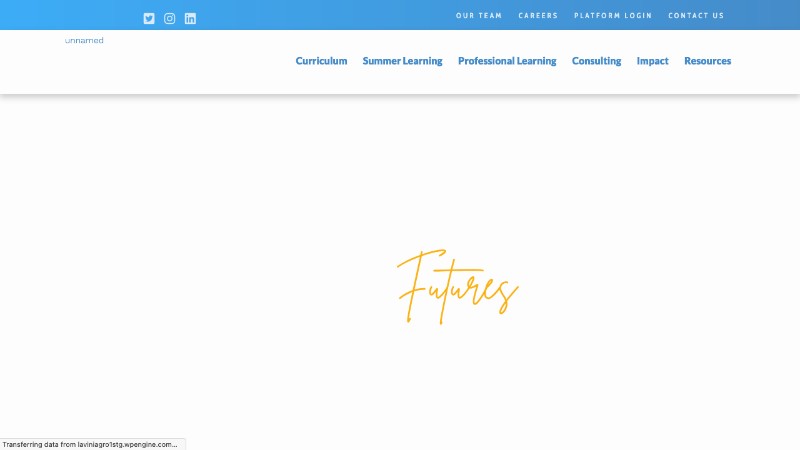 OUR TEAM CAREERS PLATFORM LOGIN CONTACT US
unnamed
Curriculum Summer Learning Professional Learning Consulting Impact Resources
Futures
Transferring data from laviniagro1stg.wpengine.com...